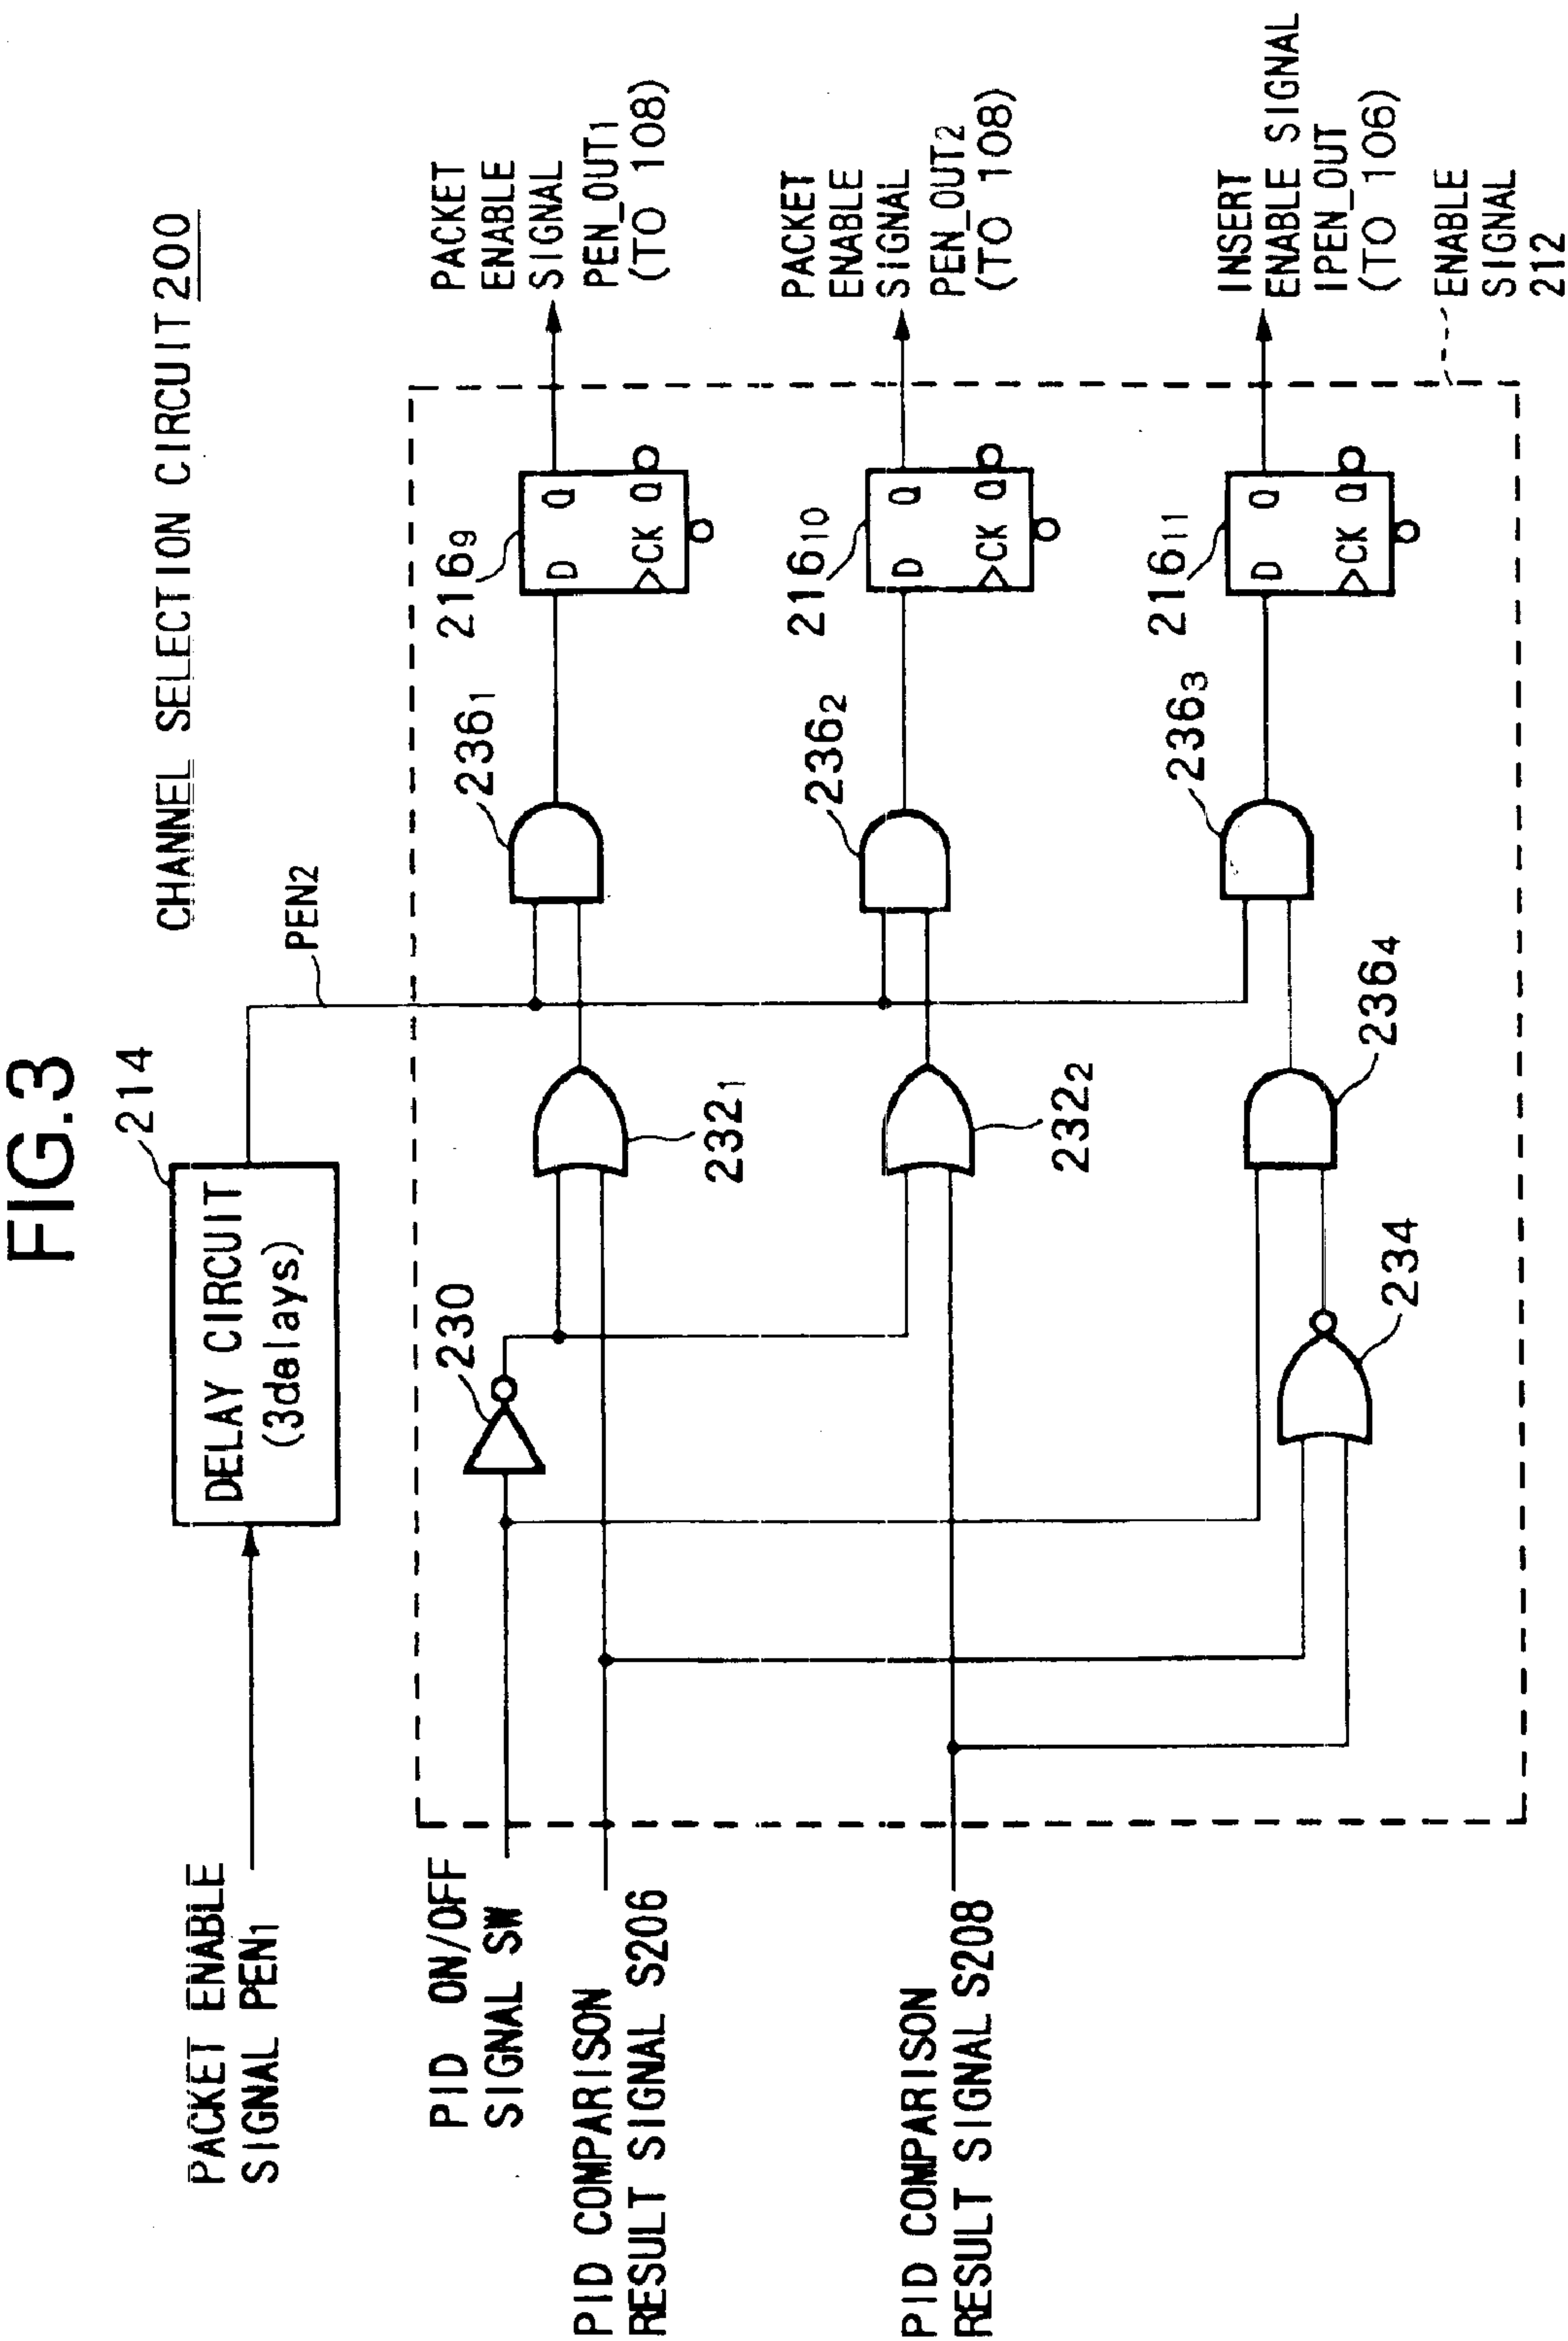 FIG.3
CHANNEL SELECTION CIRCUIT 200
PACKET ENABLE
SIGNAL PEN1
DELAY CIRCUIT
(3delays)
214
PEN2
PID ON/OFF
SIGNAL SW
PID COMPARISON
RESULT SIGNAL S206
PID COMPARISON
RESULT SIGNAL S208
230
2321
2322
234
2361
2362
2363
2364
2169
D Q
CK Q
21610
D Q
CK Q
21611
D Q
CK Q
PACKET
ENABLE
SIGNAL
PEN_OUT1
(TO 108)
PACKET
ENABLE
SIGNAL
PEN_OUT2
(TO 108)
INSERT
ENABLE SIGNAL
IPEN_OUT
(TO 106)
ENABLE
SIGNAL
212